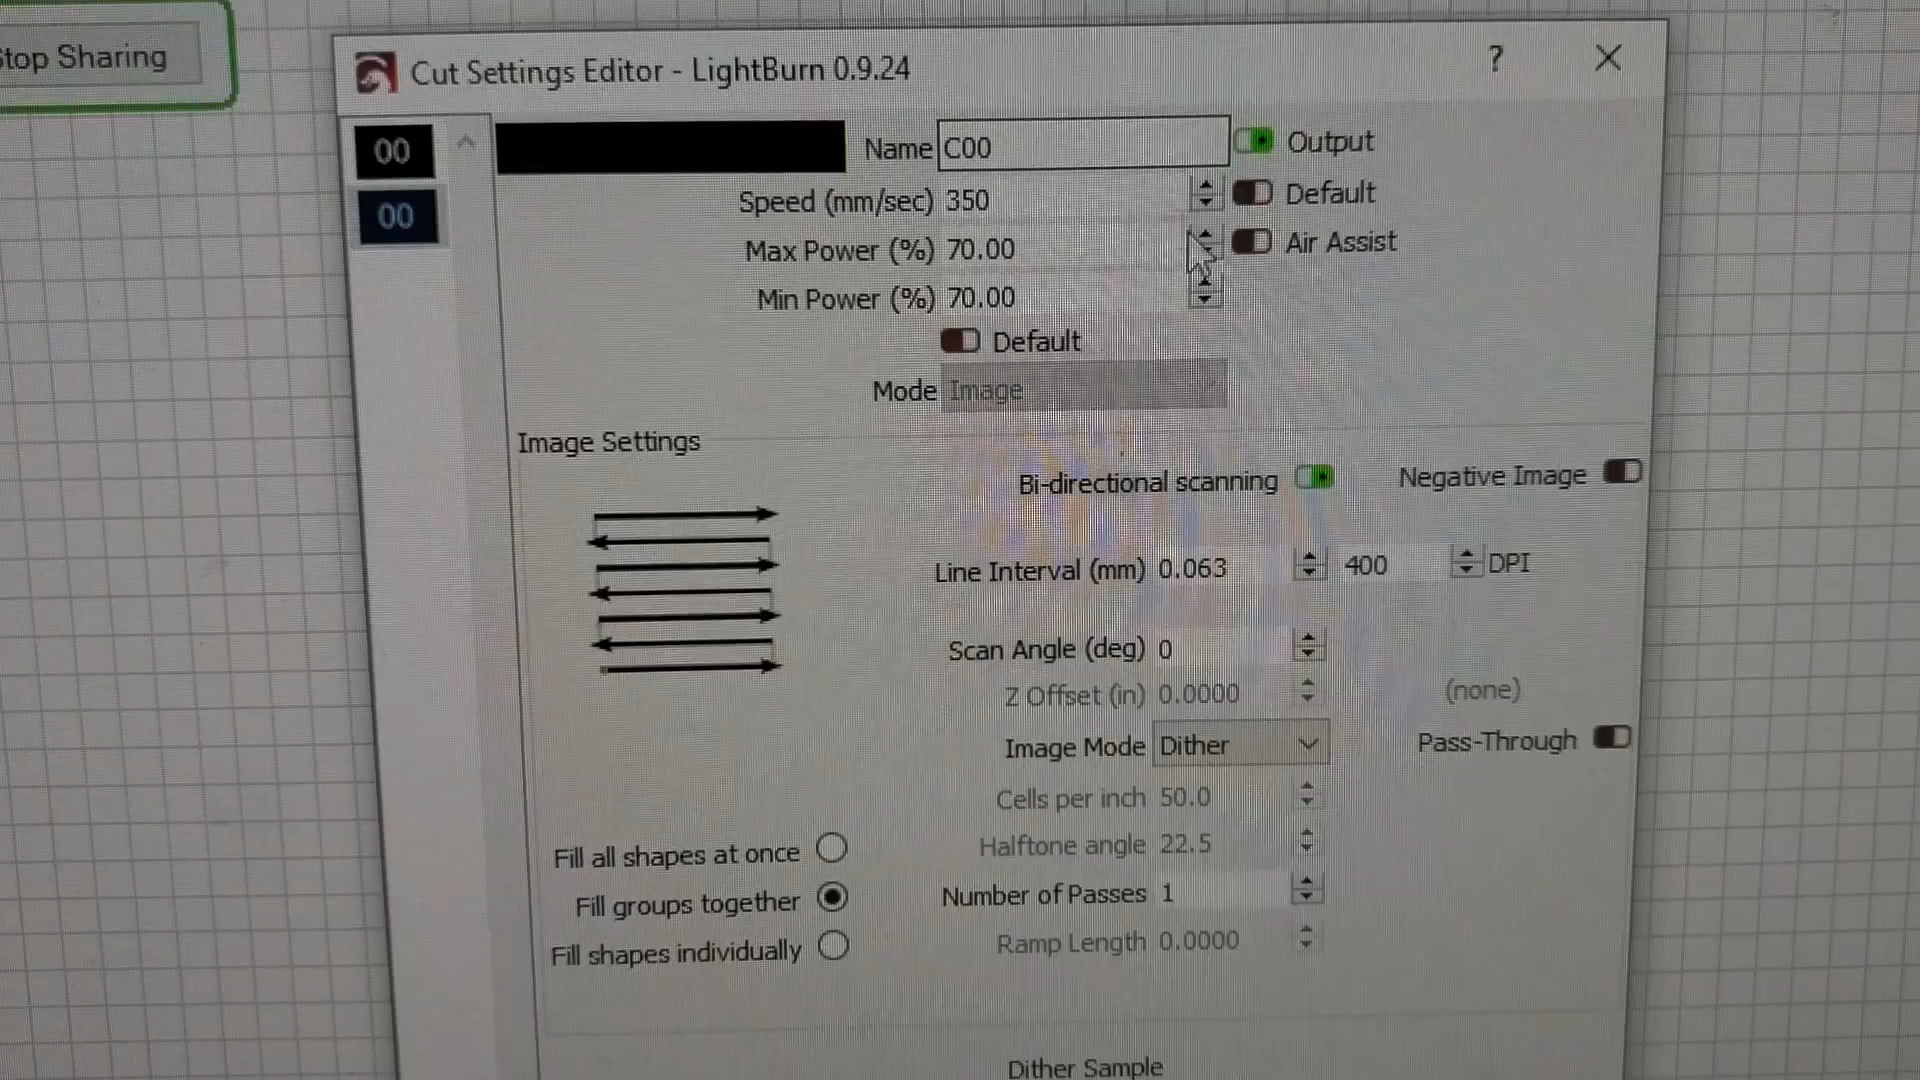 Stop Sharing
Cut Settings Editor - LightBurn 0.9.24
?
00
00
Name C00
Output
Speed (mm/sec) 350
Default
Max Power (%) 70.00
Air Assist
Min Power (%) 70.00
Default
Mode Image
Image Settings
Bi-directional scanning
Negative Image
Line Interval (mm) 0.063
400
DPI
Scan Angle (deg) 0
Z Offset (in) 0.0000
(none)
Image Mode Dither
Pass-Through
Cells per inch 50.0
Halftone angle 22.5
Fill all shapes at once
Fill groups together
Fill shapes individually
Number of Passes 1
Ramp Length 0.0000
Dither Sample